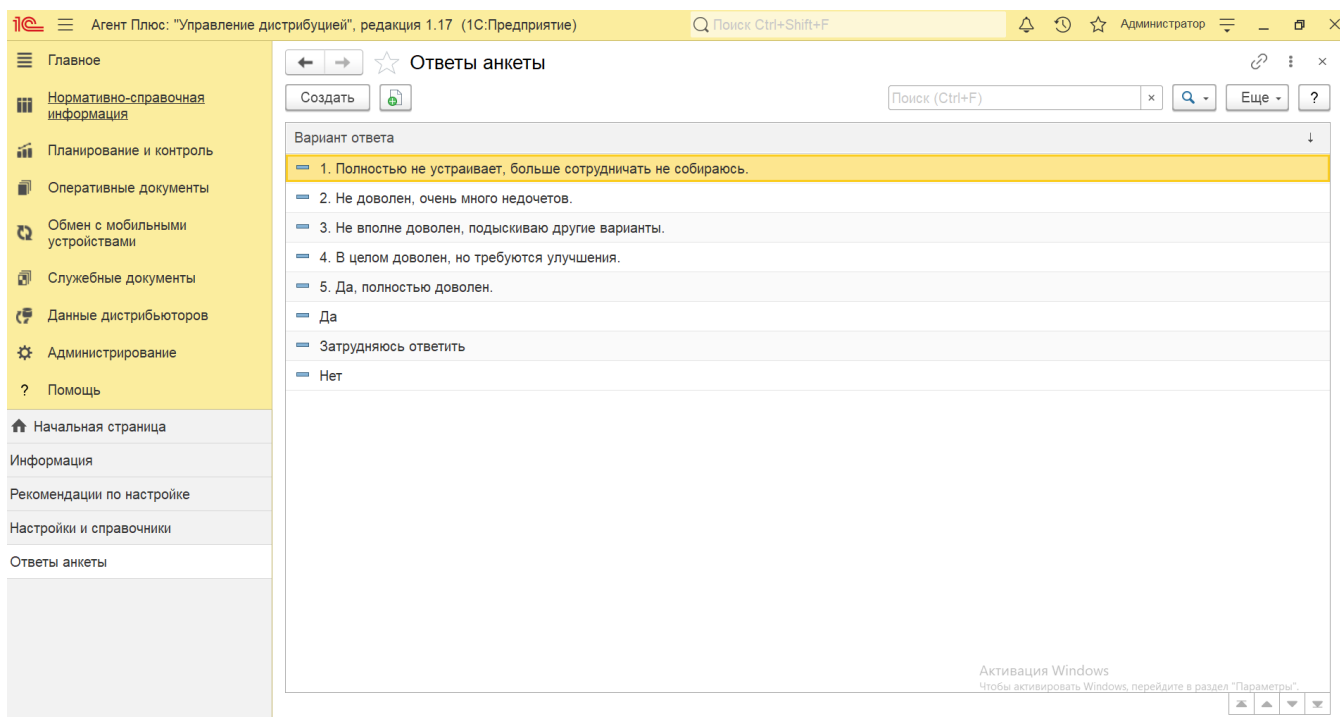 1С Агент Плюс: "Управление дистрибуцией", редакция 1.17 (1С:Предприятие) Поиск Ctrl+Shift+F Администратор
Главное
Нормативно-справочная
информация
Планирование и контроль
Оперативные документы
Обмен с мобильными
устройствами
Служебные документы
Данные дистрибьюторов
Администрирование
? Помощь
Начальная страница
Информация
Рекомендации по настройке
Настройки и справочники
Ответы анкеты
Ответы анкеты
Создать Поиск (Ctrl+F) × Еще ?
Вариант ответа ↓
1. Полностью не устраивает, больше сотрудничать не собираюсь.
2. Не доволен, очень много недочетов.
3. Не вполне доволен, подыскиваю другие варианты.
4. В целом доволен, но требуются улучшения.
5. Да, полностью доволен.
Да
Затрудняюсь ответить
Нет
Активация Windows
Чтобы активировать Windows, перейдите в раздел "Параметры".